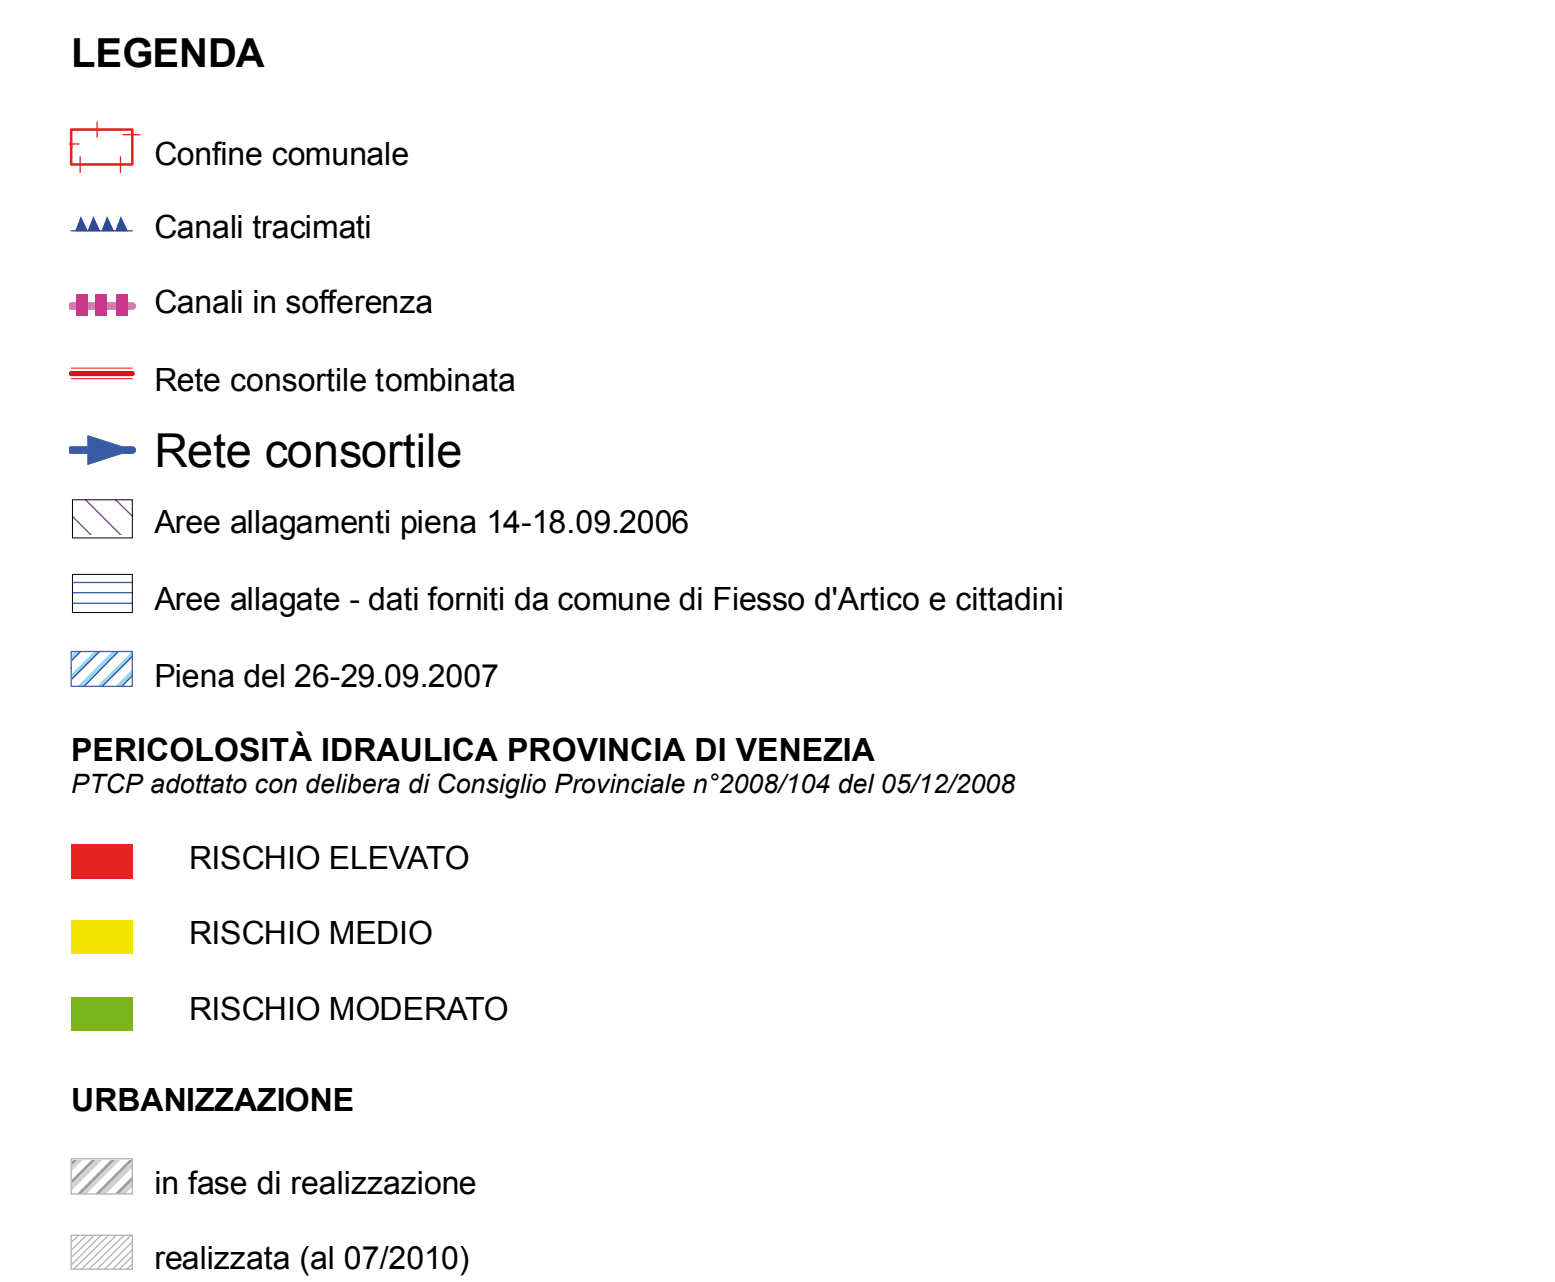 LEGENDA
Confine comunale
Canali tracimati
Canali in sofferenza
Rete consortile tombinata
Rete consortile
Aree allagamenti piena 14-18.09.2006
Aree allagate - dati forniti da comune di Fiesso d'Artico e cittadini
Piena del 26-29.09.2007
PERICOLOSITÀ IDRAULICA PROVINCIA DI VENEZIA
PTCP adottato con delibera di Consiglio Provinciale n°2008/104 del 05/12/2008
RISCHIO ELEVATO
RISCHIO MEDIO
RISCHIO MODERATO
URBANIZZAZIONE
in fase di realizzazione
realizzata (al 07/2010)